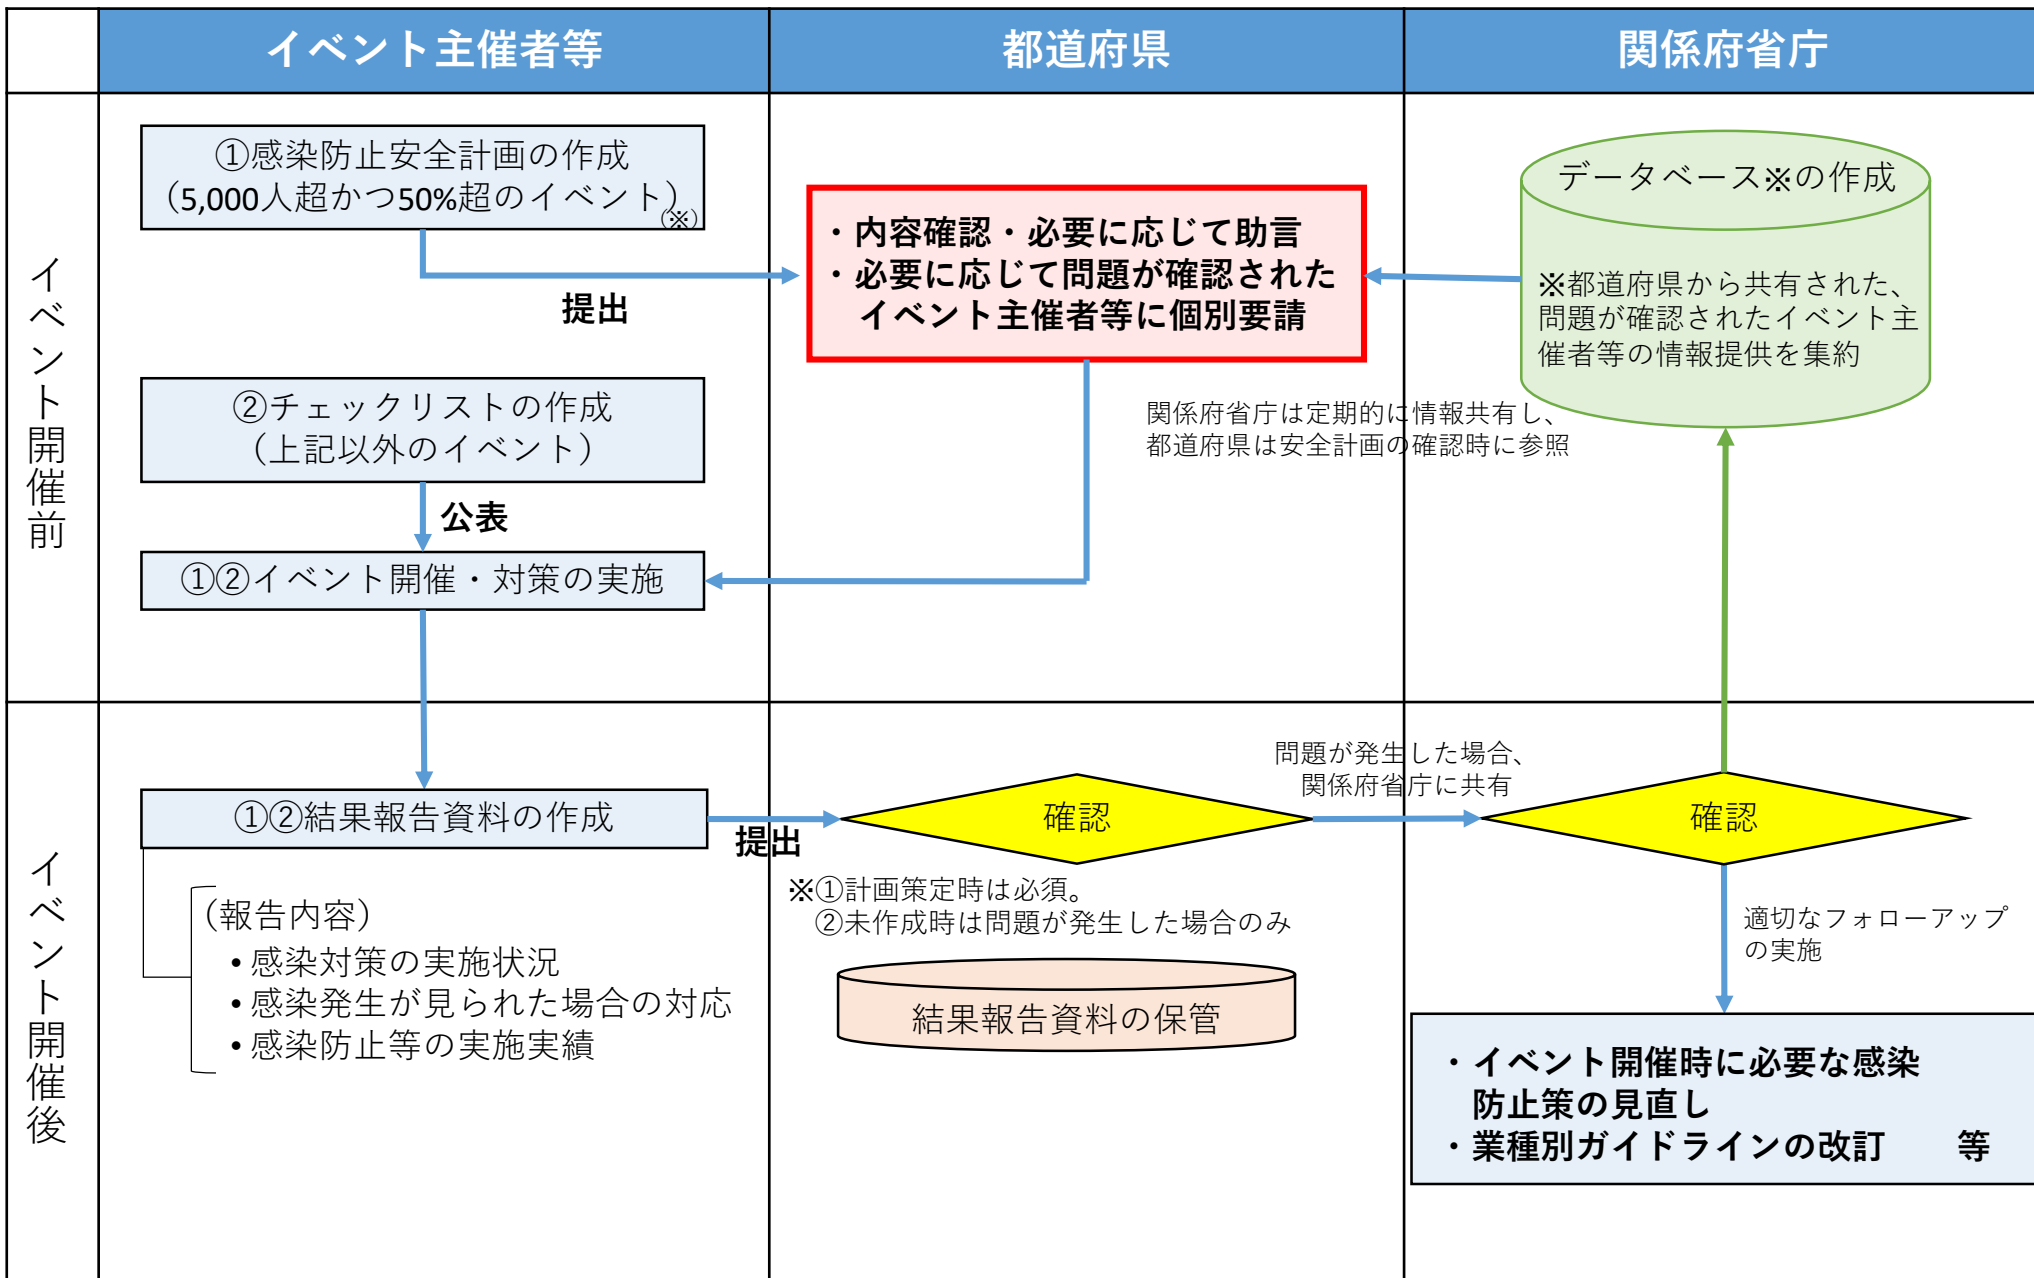 イベント主催者等
都道府県
関係府省庁
イベント開催前
①感染防止安全計画の作成
（5,000人超かつ50%超のイベント）
（※）
提出
②チェックリストの作成
（上記以外のイベント）
公表
①②イベント開催・対策の実施
・内容確認・必要に応じて助言
・必要に応じて問題が確認された
イベント主催者等に個別要請
データベース※の作成
※都道府県から共有された、
問題が確認されたイベント主
催者等の情報提供を集約
関係府省庁は定期的に情報共有し、
都道府県は安全計画の確認時に参照
イベント開催後
①②結果報告資料の作成
提出
（報告内容）
• 感染対策の実施状況
• 感染発生が見られた場合の対応
• 感染防止等の実施実績
確認
※①計画策定時は必須。
②未作成時は問題が発生した場合のみ
結果報告資料の保管
問題が発生した場合、
関係府省庁に共有
確認
適切なフォローアップ
の実施
・イベント開催時に必要な感染
防止策の見直し
・業種別ガイドラインの改訂　　等